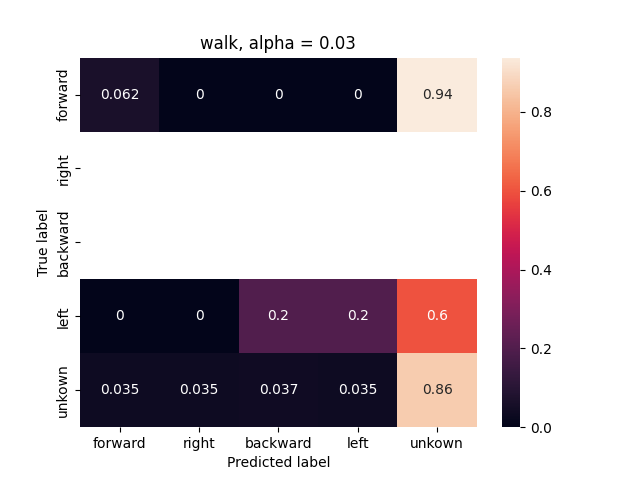 walk, alpha = 0.03
True label
forward
0.062 0 0 0 0.94
right
backward
left
0 0 0.2 0.2 0.6
unkown
0.035 0.035 0.037 0.035 0.86
forward right backward left unkown
Predicted label
0.8
0.6
0.4
0.2
0.0